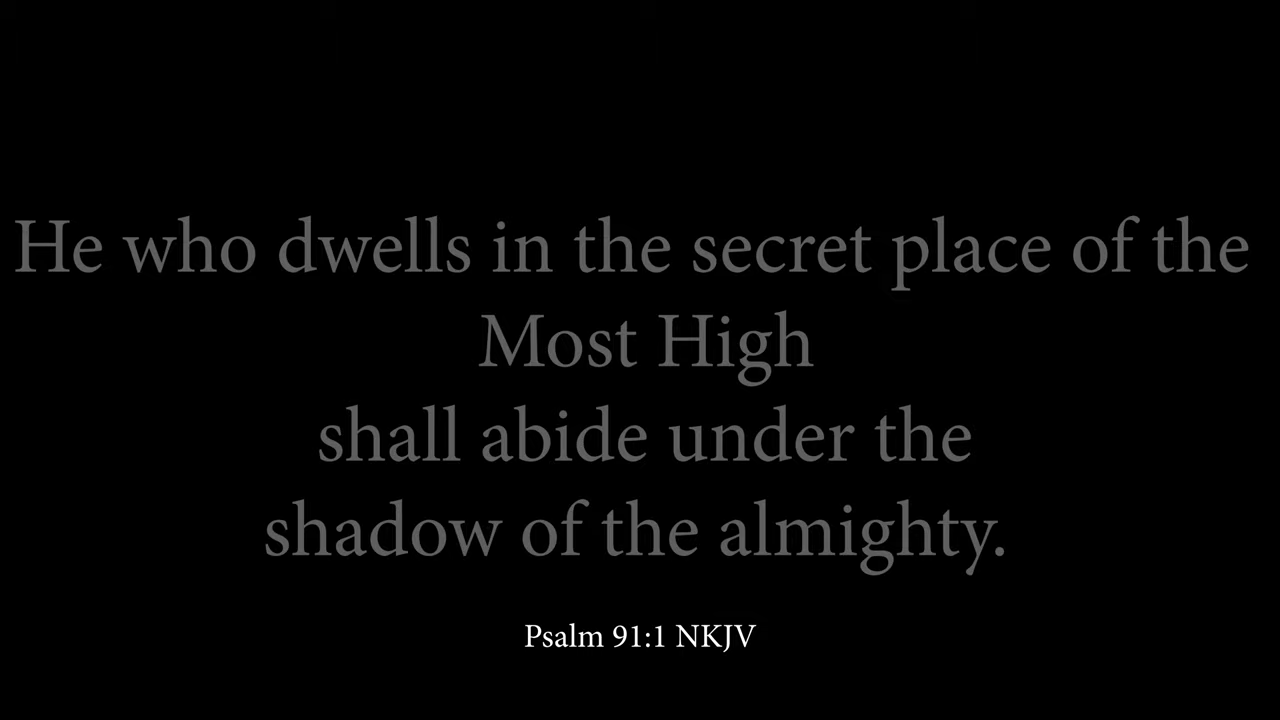 He who dwells in the secret place of the
Most High
shall abide under the
shadow of the almighty.
Psalm 91:1 NKJV